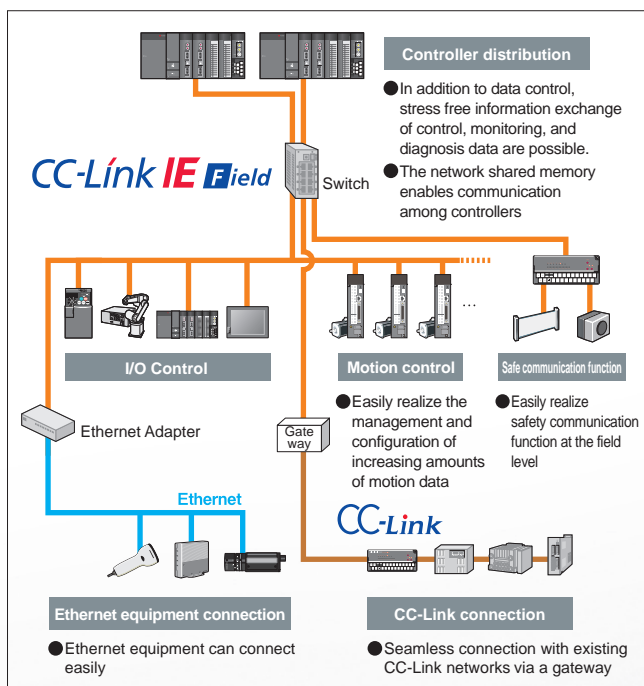 Controller distribution
●In addition to data control,
stress free information exchange
of control, monitoring, and
diagnosis data are possible.
●The network shared memory
enables communication
among controllers
CC-Link IE Field
Switch
...
I/O Control
Motion control
Safe communication function
●Easily realize the
management and
configuration of
increasing amounts
of motion data
●Easily realize
safety communication
function at the field
level
Ethernet Adapter
Gate
way
Ethernet
CC-Link
Ethernet equipment connection
●Ethernet equipment can connect
easily
CC-Link connection
●Seamless connection with existing
CC-Link networks via a gateway